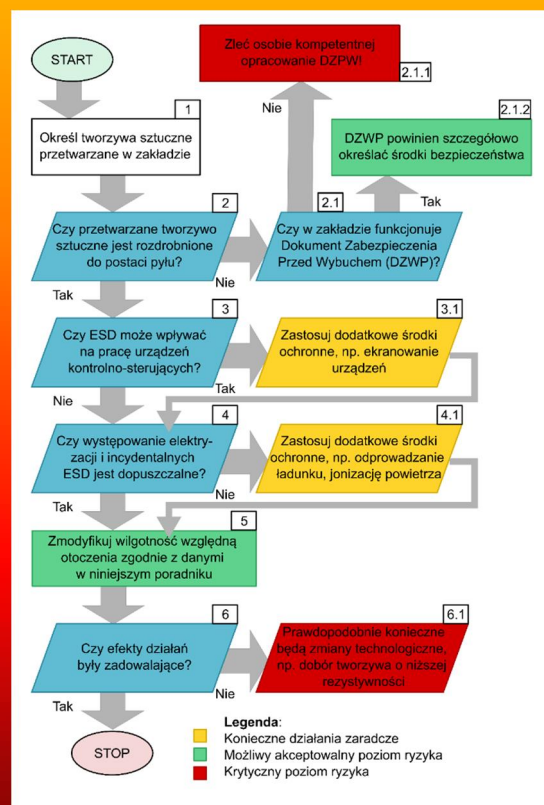 START
1
Określ tworzywa sztuczne
przetwarzane w zakładzie
Zleć osobie kompetentnej
opracowanie DZPW!
2.1.1
Nie
2.1.2
DZWP powinien szczegółowo
określać środki bezpieczeństwa
Tak
2
Czy przetwarzane tworzywo
sztuczne jest rozdrobnione
do postaci pyłu?
Nie
Tak
2.1
Czy w zakładzie funkcjonuje
Dokument Zabezpieczenia
Przed Wybuchem (DZWP)?
3
Czy ESD może wpływać
na pracę urządzeń
kontrolno-sterujących?
Tak
Nie
3.1
Zastosuj dodatkowe środki
ochronne, np. ekranowanie
urządzeń
4
Czy występowanie elektry-
zacji i incydentalnych
ESD jest dopuszczalne?
Nie
Tak
4.1
Zastosuj dodatkowe środki
ochronne, np. odprowadzanie
ładunku, jonizację powietrza
5
Zmodyfikuj wilgotność względną
otoczenia zgodnie z danymi
w niniejszym poradniku
6
Czy efekty działań
były zadowalające?
Nie
Tak
6.1
Prawdopodobnie konieczne
będą zmiany technologiczne,
np. dobór tworzywa o niższej
rezystywności
STOP
Legenda:
Konieczne działania zaradcze
Możliwy akceptowalny poziom ryzyka
Krytyczny poziom ryzyka